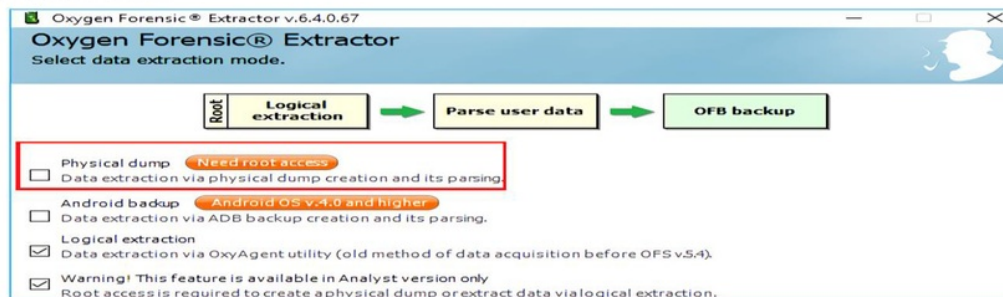 Oxygen Forensic® Extractor v.6.4.0.67
Oxygen Forensic® Extractor
Select data extraction mode.
Root
Logical
extraction
Parse user data
OFB backup
Physical dump Need root access
Data extraction via physical dump creation and its parsing.
Android backup Android OS v.4.0 and higher
Data extraction via ADB backup creation and its parsing.
Logical extraction
Data extraction via OxyAgent utility (old method of data acquisition before OFS v.5.4).
Warning! This feature is available in Analyst version only
Root access is required to create a physical dump or extract data via logical extraction.